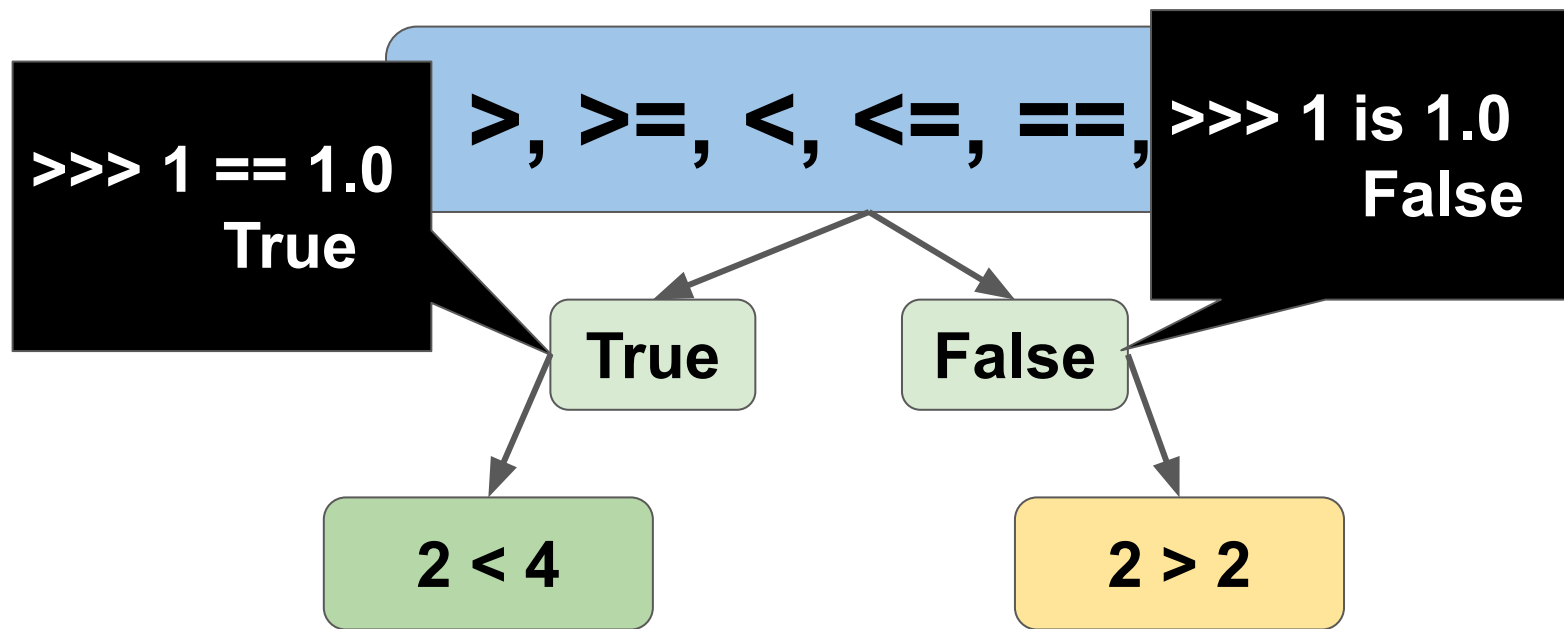 >, >=, <, <=, ==,
>>> 1 == 1.0
True
>>> 1 is 1.0
False
True
False
2 < 4
2 > 2